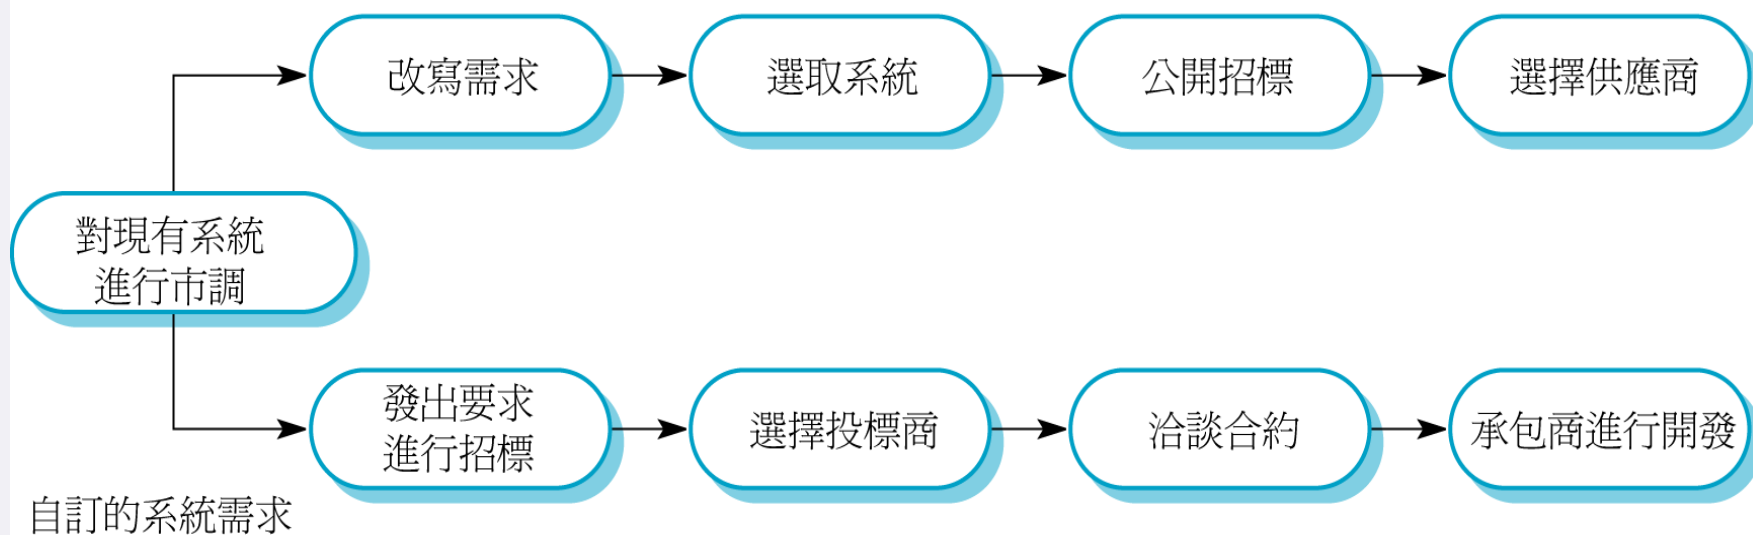 改寫需求
選取系統
公開招標
選擇供應商
對現有系統
進行市調
發出要求
進行招標
選擇投標商
洽談合約
承包商進行開發
自訂的系統需求